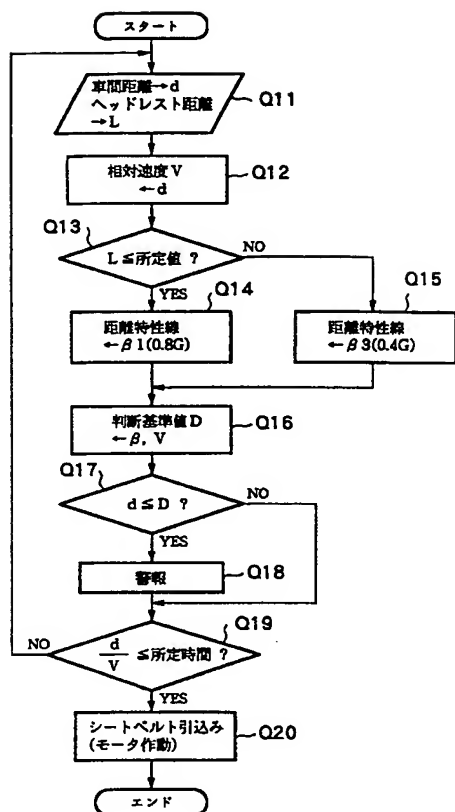 スタート
車間距離→d
ヘッドレスト距離
→L
Q11
相対速度V
←d
Q12
Q13
L≦所定値 ?
NO
YES
Q14
距離特性線
←β1(0.8G)
Q15
距離特性線
←β3(0.4G)
判断基準値D
←β, V
Q16
Q17
d≦D ?
NO
YES
警報
Q18
Q19
d/V ≦所定時間 ?
NO
YES
シートベルト引込み
(モータ作動)
Q20
エンド